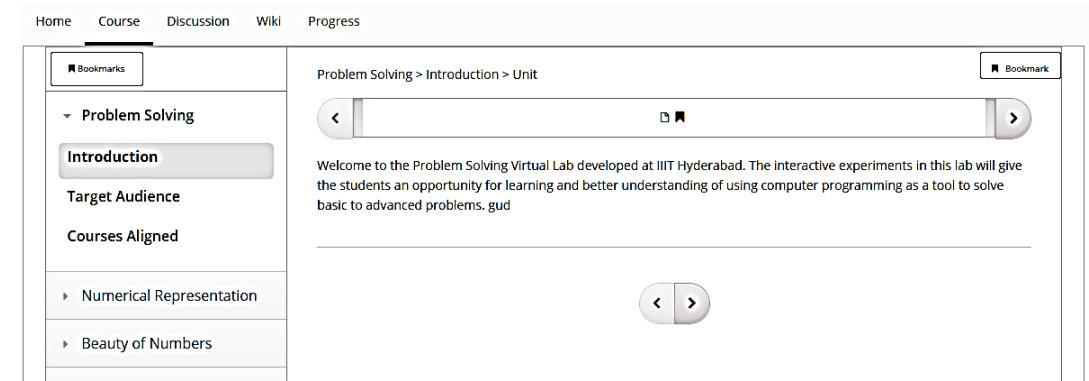 Home Course Discussion Wiki Progress
Bookmarks
Problem Solving
Introduction
Target Audience
Courses Aligned
Numerical Representation
Beauty of Numbers
Problem Solving > Introduction > Unit
Bookmark
Welcome to the Problem Solving Virtual Lab developed at IIIT Hyderabad. The interactive experiments in this lab will give
the students an opportunity for learning and better understanding of using computer programming as a tool to solve
basic to advanced problems. gud